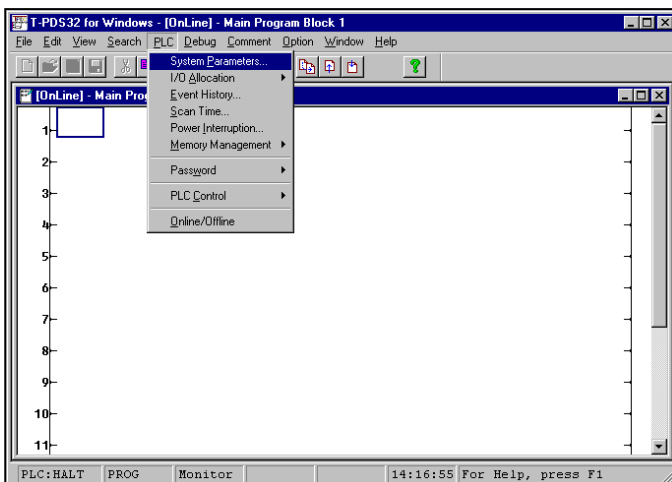 T-PDS32 for Windows - [OnLine] - Main Program Block 1
File Edit View Search PLC Debug Comment Option Window Help
System Parameters...
I/O Allocation
Event History...
Scan Time...
Power Interruption...
Memory Management
Password
PLC Control
Online/Offline
[OnLine] - Main
1
2
3
4
5
6
7
8
9
10
11
PLC:HALT PROG Monitor 14:16:55 For Help, press F1